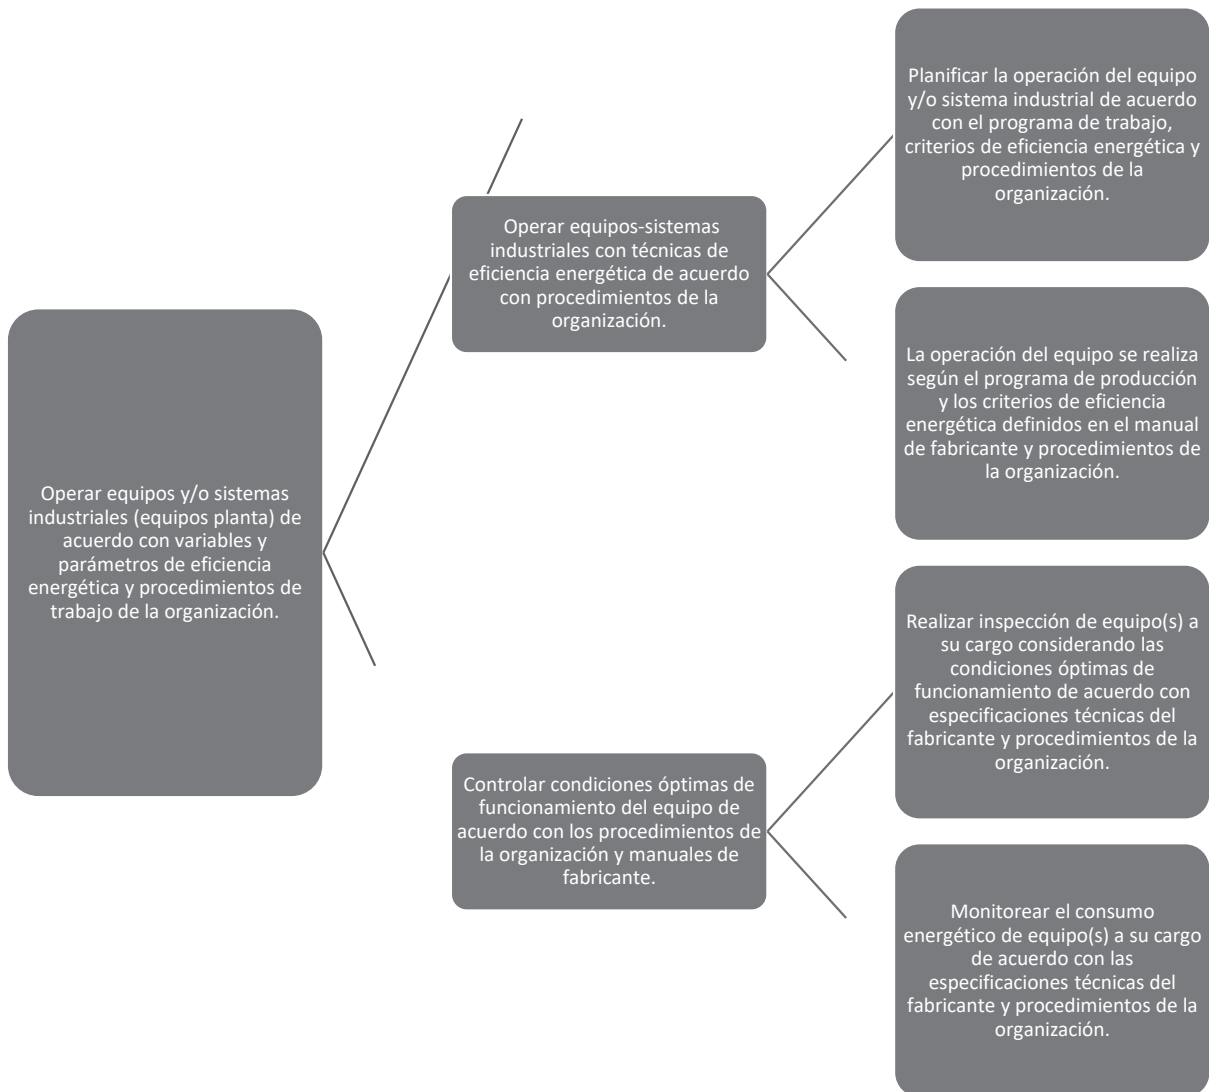 Operar equipos y/o sistemas
industriales (equipos planta) de
acuerdo con variables y
parámetros de eficiencia
energética y procedimientos de
trabajo de la organización.
Operar equipos-sistemas
industriales con técnicas de
eficiencia energética de acuerdo
con procedimientos de la
organización.
Planificar la operación del equipo
y/o sistema industrial de acuerdo
con el programa de trabajo,
criterios de eficiencia energética y
procedimientos de la
organización.
La operación del equipo se realiza
según el programa de producción
y los criterios de eficiencia
energética definidos en el manual
de fabricante y procedimientos de
la organización.
Controlar condiciones óptimas de
funcionamiento del equipo de
acuerdo con los procedimientos de
la organización y manuales de
fabricante.
Realizar inspección de equipo(s) a
su cargo considerando las
condiciones óptimas de
funcionamiento de acuerdo con
especificaciones técnicas del
fabricante y procedimientos de la
organización.
Monitorear el consumo
energético de equipo(s) a su cargo
de acuerdo con las
especificaciones técnicas del
fabricante y procedimientos de la
organización.